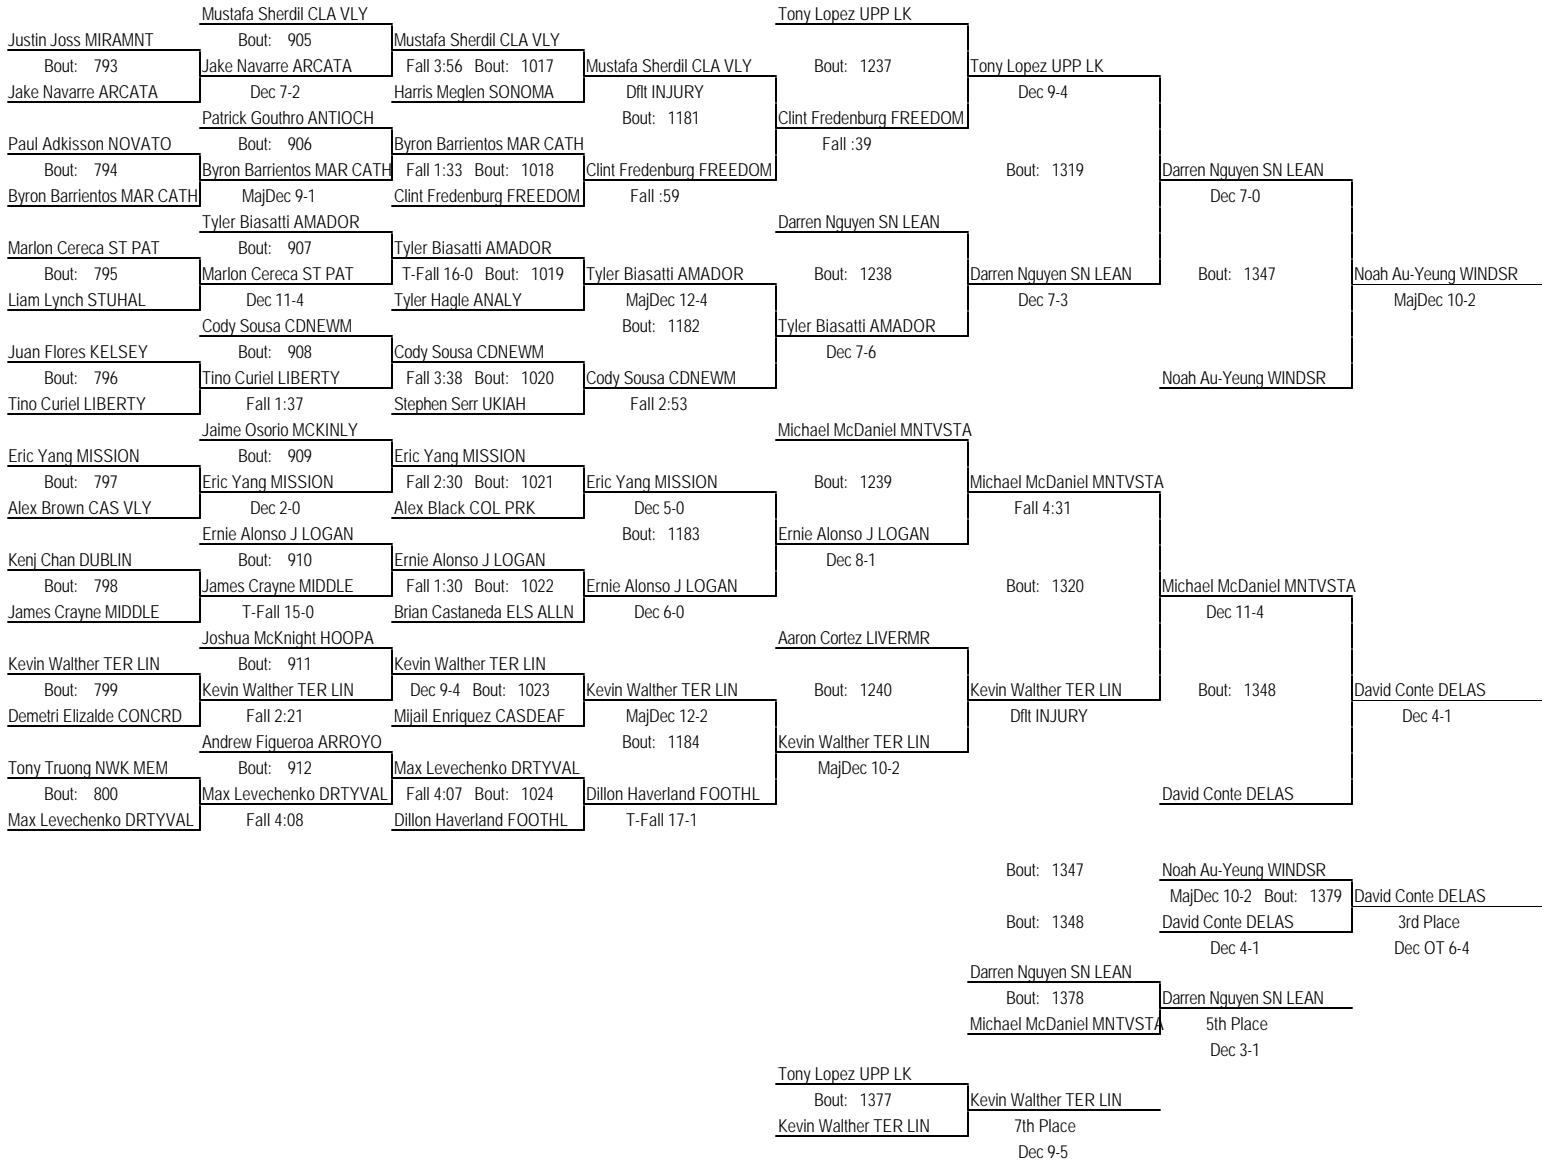 Mustafa Sherdil CLA VLY Tony Lopez UPP LK
Justin Joss MIRAMNT Bout: 905 Mustafa Sherdil CLA VLY
Bout: 793 Jake Navarre ARCATA Fall 3:56 Bout: 1017 Mustafa Sherdil CLA VLY Bout: 1237 Tony Lopez UPP LK
Jake Navarre ARCATA Dec 7-2 Harris Meglen SONOMA Dflt INJURY Dec 9-4
Patrick Gouthro ANTIOCH Bout: 1181 Clint Fredenburg FREEDOM
Paul Adkisson NOVATO Bout: 906 Byron Barrientos MAR CATH Fall :39
Bout: 794 Byron Barrientos MAR CATH Fall 1:33 Bout: 1018 Clint Fredenburg FREEDOM Bout: 1319 Darren Nguyen SN LEAN
Byron Barrientos MAR CATH MajDec 9-1 Clint Fredenburg FREEDOM Fall :59 Dec 7-0
Tyler Biasatti AMADOR Darren Nguyen SN LEAN
Marlon Cereca ST PAT Bout: 907 Tyler Biasatti AMADOR
Bout: 795 Marlon Cereca ST PAT T-Fall 16-0 Bout: 1019 Tyler Biasatti AMADOR Bout: 1238 Darren Nguyen SN LEAN Bout: 1347 Noah Au-Yeung WINDSR
Liam Lynch STUHAL Dec 11-4 Tyler Hagle ANALY MajDec 12-4 Dec 7-3 MajDec 10-2
Cody Sousa CDNEWM Bout: 1182 Tyler Biasatti AMADOR
Juan Flores KELSEY Bout: 908 Cody Sousa CDNEWM Dec 7-6
Bout: 796 Tino Curiel LIBERTY Fall 3:38 Bout: 1020 Cody Sousa CDNEWM Noah Au-Yeung WINDSR
Tino Curiel LIBERTY Fall 1:37 Stephen Serr UKIAH Fall 2:53
Jaime Osorio MCKINLY Michael McDaniel MNTVSTA
Eric Yang MISSION Bout: 909 Eric Yang MISSION
Bout: 797 Eric Yang MISSION Fall 2:30 Bout: 1021 Eric Yang MISSION Bout: 1239 Michael McDaniel MNTVSTA
Alex Brown CAS VLY Dec 2-0 Alex Black COL PRK Dec 5-0 Fall 4:31
Ernie Alonso J LOGAN Bout: 1183 Ernie Alonso J LOGAN
Kenj Chan DUBLIN Bout: 910 Ernie Alonso J LOGAN Dec 8-1
Bout: 798 James Crayne MIDDLE Fall 1:30 Bout: 1022 Ernie Alonso J LOGAN Bout: 1320 Michael McDaniel MNTVSTA
James Crayne MIDDLE T-Fall 15-0 Brian Castaneda ELS ALLN Dec 6-0 Dec 11-4
Joshua McKnight HOOPA Aaron Cortez LIVERMR
Kevin Walther TER LIN Bout: 911 Kevin Walther TER LIN
Bout: 799 Kevin Walther TER LIN Dec 9-4 Bout: 1023 Kevin Walther TER LIN Bout: 1240 Kevin Walther TER LIN Bout: 1348 David Conte DELAS
Demetri Elizalde CONCRD Fall 2:21 Mijail Enriquez CASDEAF MajDec 12-2 Dflt INJURY Dec 4-1
Andrew Figueroa ARROYO Bout: 1184 Kevin Walther TER LIN
Tony Truong NWK MEM Bout: 912 Max Levechenko DRTYVAL MajDec 10-2
Bout: 800 Max Levechenko DRTYVAL Fall 4:07 Bout: 1024 Dillon Haverland FOOTHL David Conte DELAS
Max Levechenko DRTYVAL Fall 4:08 Dillon Haverland FOOTHL T-Fall 17-1
Bout: 1347 Noah Au-Yeung WINDSR
MajDec 10-2 Bout: 1379 David Conte DELAS
Bout: 1348 David Conte DELAS 3rd Place
Dec 4-1 Dec OT 6-4
Darren Nguyen SN LEAN
Bout: 1378 Darren Nguyen SN LEAN
Michael McDaniel MNTVSTA 5th Place
Dec 3-1
Tony Lopez UPP LK
Bout: 1377 Kevin Walther TER LIN
Kevin Walther TER LIN 7th Place
Dec 9-5